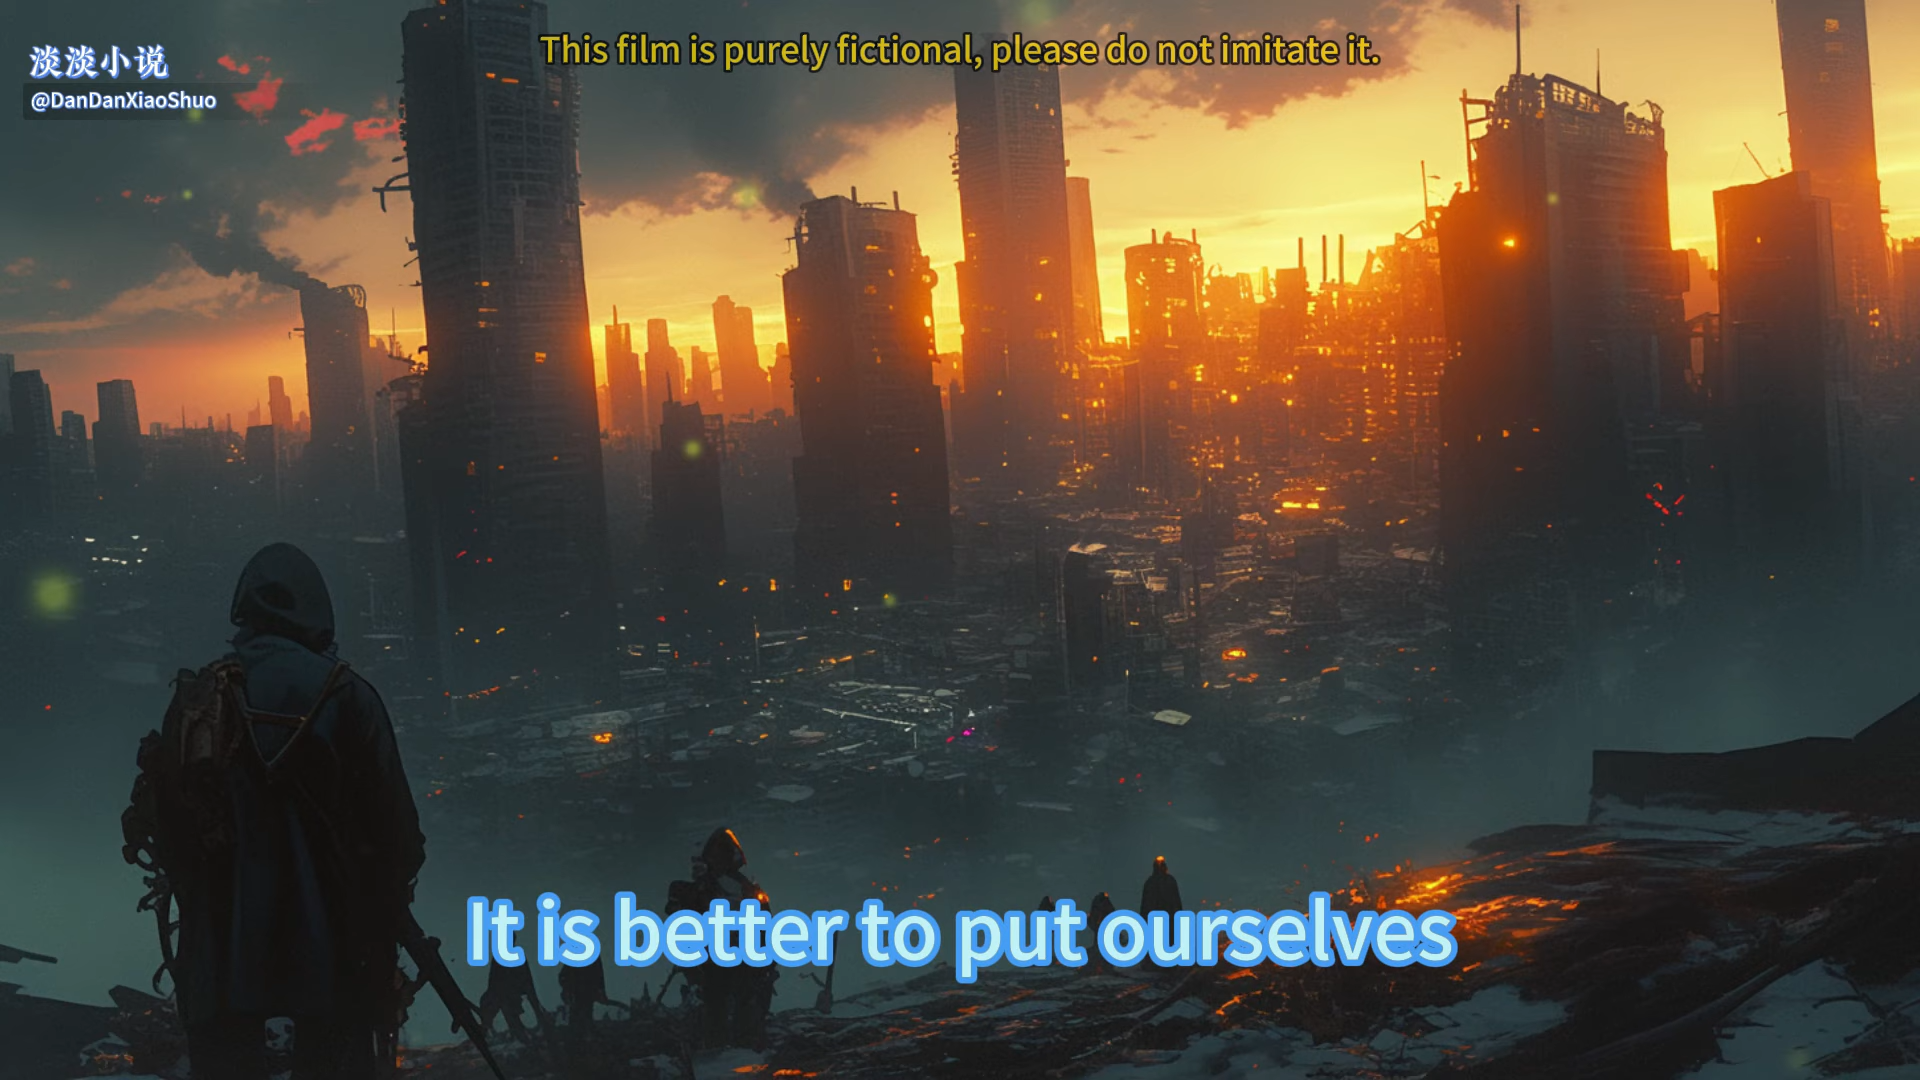 淡淡小说
@DanDanXiaoShuo
This film is purely fictional, please do not imitate it.
It is better to put ourselves